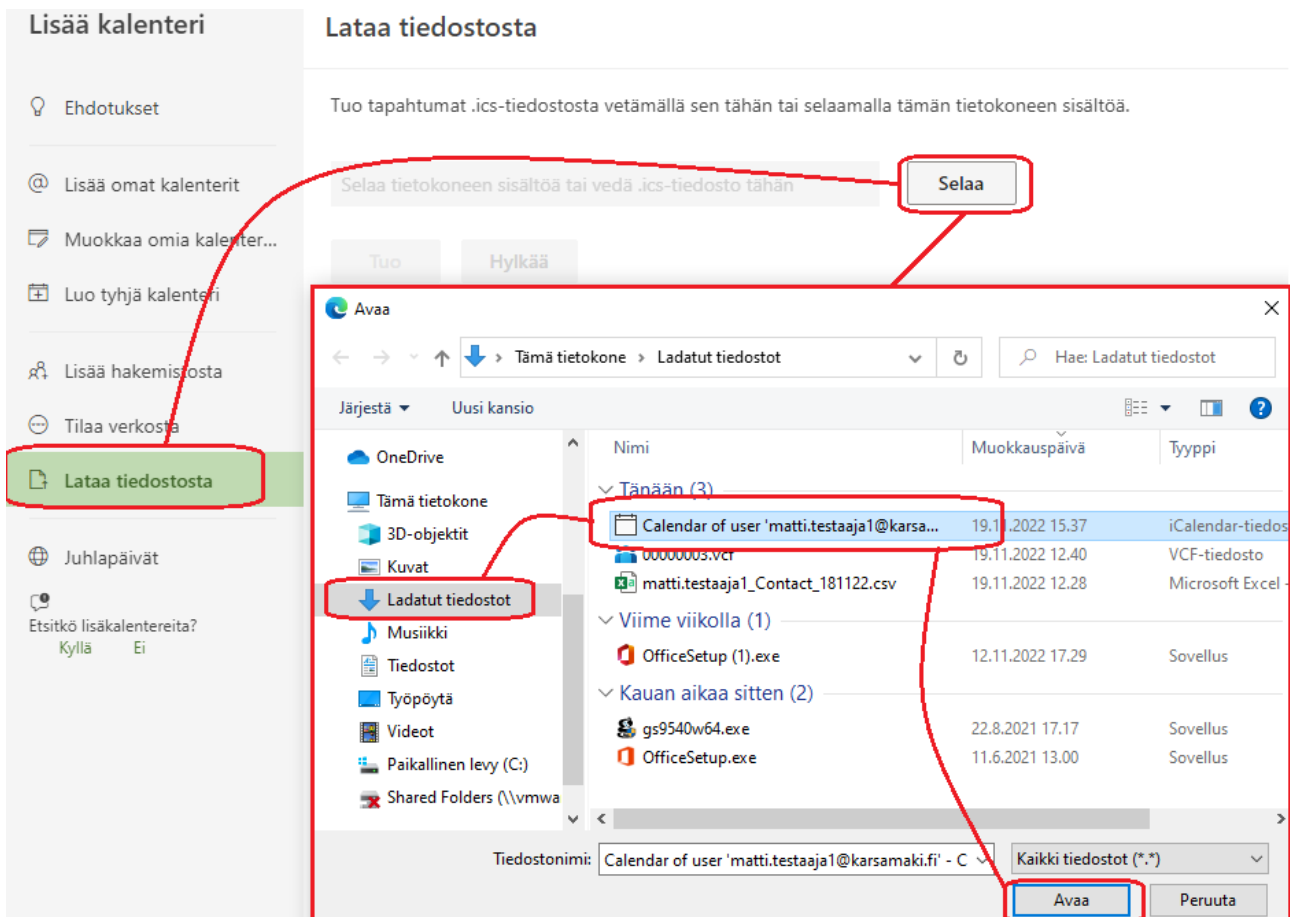 Lisää kalenteri
Ehdotukset
Lisää omat kalenterit
Muokkaa omia kalenter...
Luo tyhjä kalenteri
Lisää hakemistosta
Tilaa verkosta
Lataa tiedostosta
Juhlapäivät
Etsitkö lisäkalentereita?
Kyllä Ei
Lataa tiedostosta
Tuo tapahtumat .ics-tiedostosta vetämällä sen tähän tai selaamalla tämän tietokoneen sisältöä.
Selaa tietokoneen sisältöä tai vedä .ics-tiedosto tähän Selaa
Tuo Hylkää
Avaa
Tämä tietokone Ladatut tiedostot Hae: Ladatut tiedostot
Järjestä Uusi kansio
OneDrive
Tämä tietokone
3D-objektit
Kuvat
Ladatut tiedostot
Musiikki
Tiedostot
Työpöytä
Videot
Paikallinen levy (C:)
Shared Folders (\\vmwa
Nimi Muokkauspäivä Tyyppi
Tänään (3)
Calendar of user 'matti.testaaja1@karsa... 19.11.2022 15.37 iCalendar-tiedos
00000003.vcf 19.11.2022 12.40 VCF-tiedosto
matti.testaaja1_Contact_181122.csv 19.11.2022 12.28 Microsoft Excel -
Viime viikolla (1)
OfficeSetup (1).exe 12.11.2022 17.29 Sovellus
Kauan aikaa sitten (2)
gs9540w64.exe 22.8.2021 17.17 Sovellus
OfficeSetup.exe 11.6.2021 13.00 Sovellus
Tiedostonimi: Calendar of user 'matti.testaaja1@karsamaki.fi' - C Kaikki tiedostot (*.*)
Avaa Peruuta